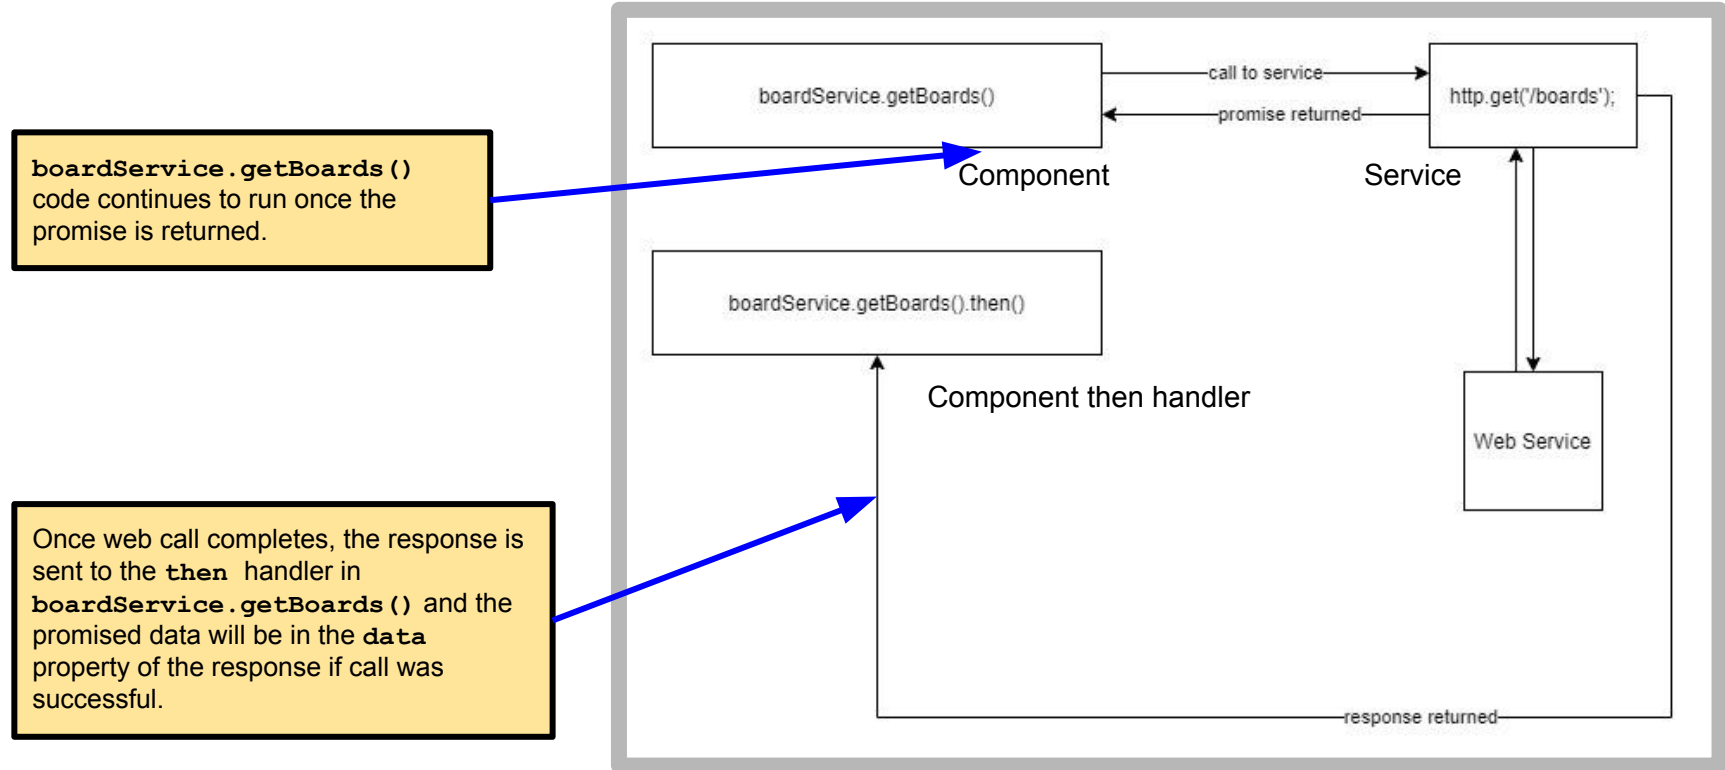 boardService.getBoards()
call to service
promise returned
http.get('/boards');
Component
Service
boardService.getBoards()
code continues to run once the
promise is returned.
boardService.getBoards().then()
Component then handler
Web Service
Once web call completes, the response is
sent to the then handler in
boardService.getBoards() and the
promised data will be in the data
property of the response if call was
successful.
response returned